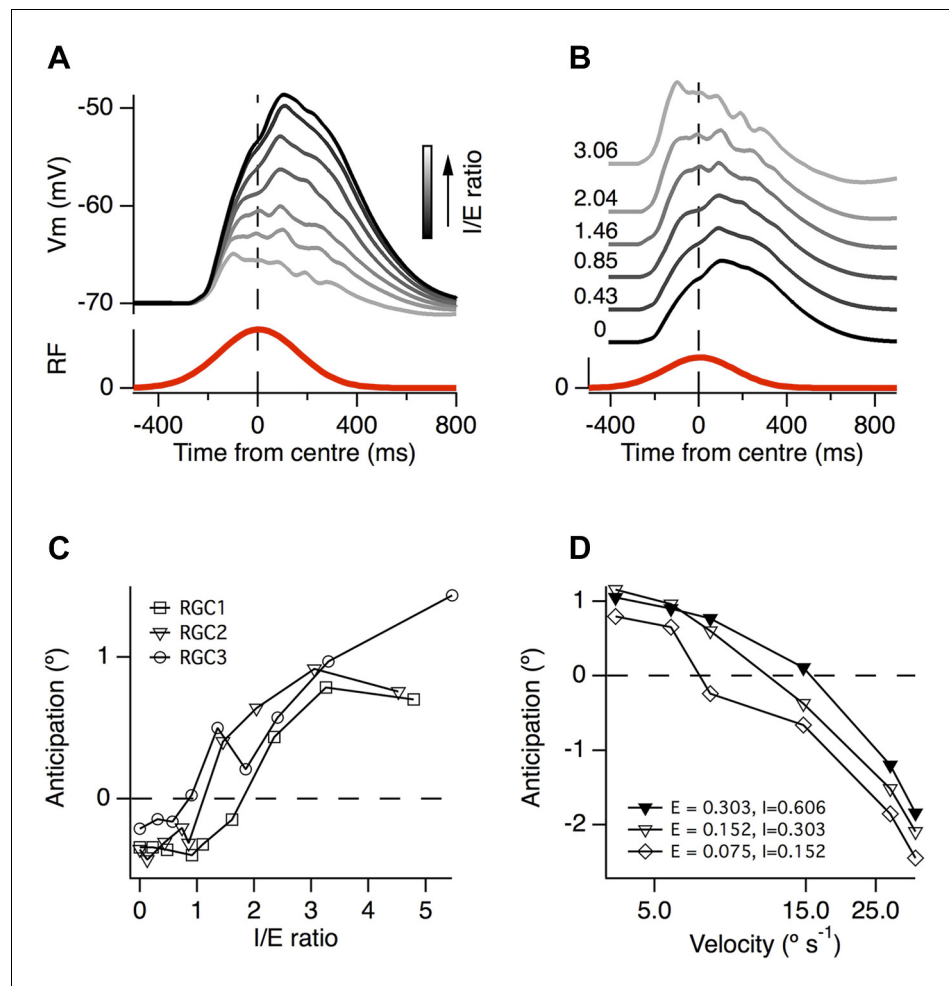 A
-50
-60
-70
Vm (mV)
I/E ratio
RF
0
-400 0 400 800
Time from centre (ms)
B
3.06
2.04
1.46
0.85
0.43
0
0
-400 0 400 800
Time from centre (ms)
C
Anticipation (º)
1
0
RGC1
RGC2
RGC3
0 1 2 3 4 5
I/E ratio
D
Anticipation (º)
1
0
-1
-2
E = 0.303, I=0.606
E = 0.152, I=0.303
E = 0.075, I=0.152
5.0 15.0 25.0
Velocity (º s⁻¹)